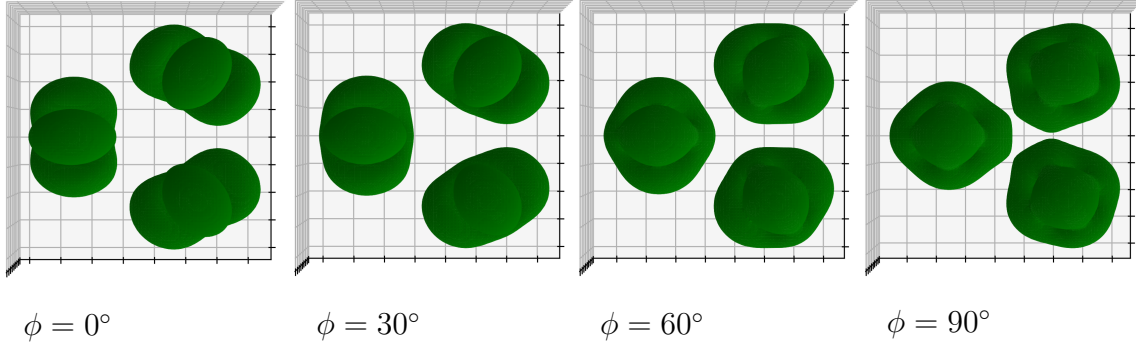 ϕ = 0° ϕ = 30° ϕ = 60° ϕ = 90°